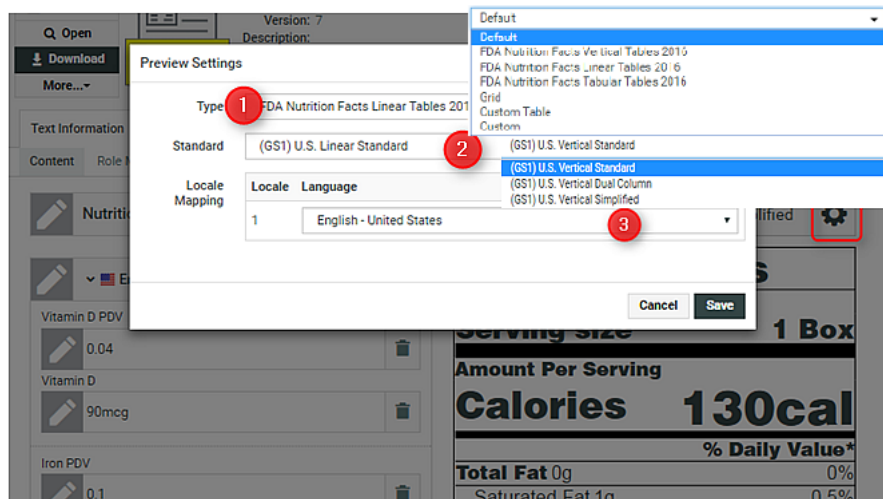 Q Open
Download
More...
Version: 7
Description:
Default
Default
FDA Nutrition Facts Vertical Tables 2016
FDA Nutrition Facts Linear Tables 2016
FDA Nutrition Facts Tabular Tables 2016
Grid
Custom Table
Custom
Preview Settings
Type
1
FDA Nutrition Facts Linear Tables 201
Standard
(GS1) U.S. Linear Standard
2
(GS1) U.S. Vertical Standard
(GS1) U.S. Vertical Standard
(GS1) U.S. Vertical Dual Column
(GS1) U.S. Vertical Simplified
Locale Mapping
Locale Language
1
English - United States
3
Cancel
Save
Text Information
Content
Role
Nutriti
lified
En
Vitamin D PDV
0.04
Vitamin D
90mcg
Iron PDV
0.1
Serving size 1 Box
Amount Per Serving
Calories 130cal
% Daily Value*
Total Fat 0g 0%
Saturated Fat 1g 0.5%